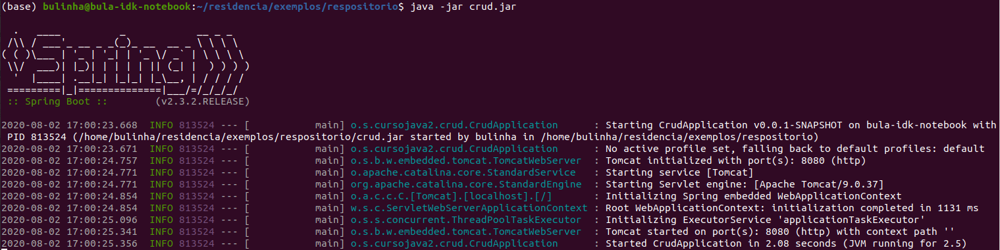 (base) bulinha@bula-idk-notebook:~/residencia/exemplos/respositorio$ java -jar crud.jar

  .   ____          _            __ _ _
 /\\ / ___'_ __ _ _(_)_ __  __ _ \ \ \ \
( ( )\___ | '_ | '_| | '_ \/ _` | \ \ \ \
 \\/  ___)| |_)| | | | | || (_| |  ) ) ) )
  '  |____| .__|_| |_|_| |_\__, | / / / /
 =========|_|==============|___/=/_/_/_/
 :: Spring Boot ::        (v2.3.2.RELEASE)

2020-08-02 17:00:23.668  INFO 813524 --- [           main] o.s.cursojava2.crud.CrudApplication      : Starting CrudApplication v0.0.1-SNAPSHOT on bula-idk-notebook with
 PID 813524 (/home/bulinha/residencia/exemplos/respositorio/crud.jar started by bulinha in /home/bulinha/residencia/exemplos/respositorio)
2020-08-02 17:00:23.671  INFO 813524 --- [           main] o.s.cursojava2.crud.CrudApplication      : No active profile set, falling back to default profiles: default
2020-08-02 17:00:24.757  INFO 813524 --- [           main] o.s.b.w.embedded.tomcat.TomcatWebServer  : Tomcat initialized with port(s): 8080 (http)
2020-08-02 17:00:24.771  INFO 813524 --- [           main] o.apache.catalina.core.StandardService   : Starting service [Tomcat]
2020-08-02 17:00:24.771  INFO 813524 --- [           main] org.apache.catalina.core.StandardEngine  : Starting Servlet engine: [Apache Tomcat/9.0.37]
2020-08-02 17:00:24.854  INFO 813524 --- [           main] o.a.c.c.C.[Tomcat].[localhost].[/]       : Initializing Spring embedded WebApplicationContext
2020-08-02 17:00:24.854  INFO 813524 --- [           main] w.s.c.ServletWebServerApplicationContext : Root WebApplicationContext: initialization completed in 1131 ms
2020-08-02 17:00:25.096  INFO 813524 --- [           main] o.s.s.concurrent.ThreadPoolTaskExecutor  : Initializing ExecutorService 'applicationTaskExecutor'
2020-08-02 17:00:25.341  INFO 813524 --- [           main] o.s.b.w.embedded.tomcat.TomcatWebServer  : Tomcat started on port(s): 8080 (http) with context path ''
2020-08-02 17:00:25.356  INFO 813524 --- [           main] o.s.cursojava2.crud.CrudApplication      : Started CrudApplication in 2.08 seconds (JVM running for 2.5)